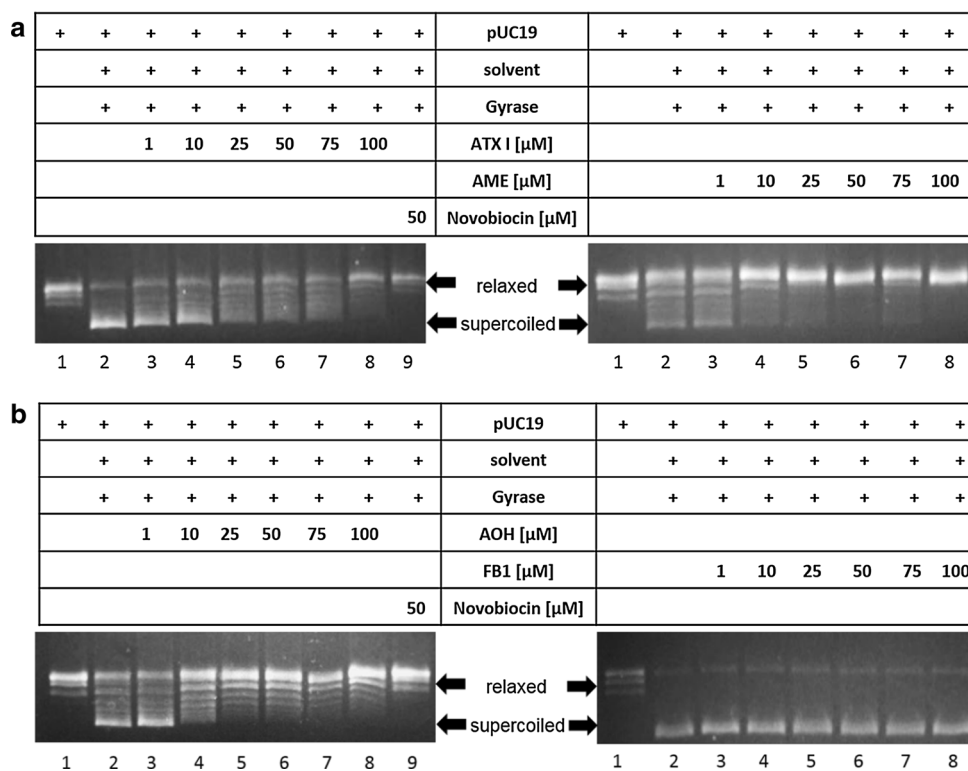 a
+ + + + + + + + + pUC19 + + + + + + + +
+ + + + + + + + solvent + + + + + + +
+ + + + + + + + Gyrase + + + + + + +
1 10 25 50 75 100 ATX I [µM]
AME [µM] 1 10 25 50 75 100
50 Novobiocin [µM]
relaxed
supercoiled
1 2 3 4 5 6 7 8 9 1 2 3 4 5 6 7 8
b
+ + + + + + + + + pUC19 + + + + + + + +
+ + + + + + + + solvent + + + + + + +
+ + + + + + + + Gyrase + + + + + + +
1 10 25 50 75 100 AOH [µM]
FB1 [µM] 1 10 25 50 75 100
50 Novobiocin [µM]
relaxed
supercoiled
1 2 3 4 5 6 7 8 9 1 2 3 4 5 6 7 8